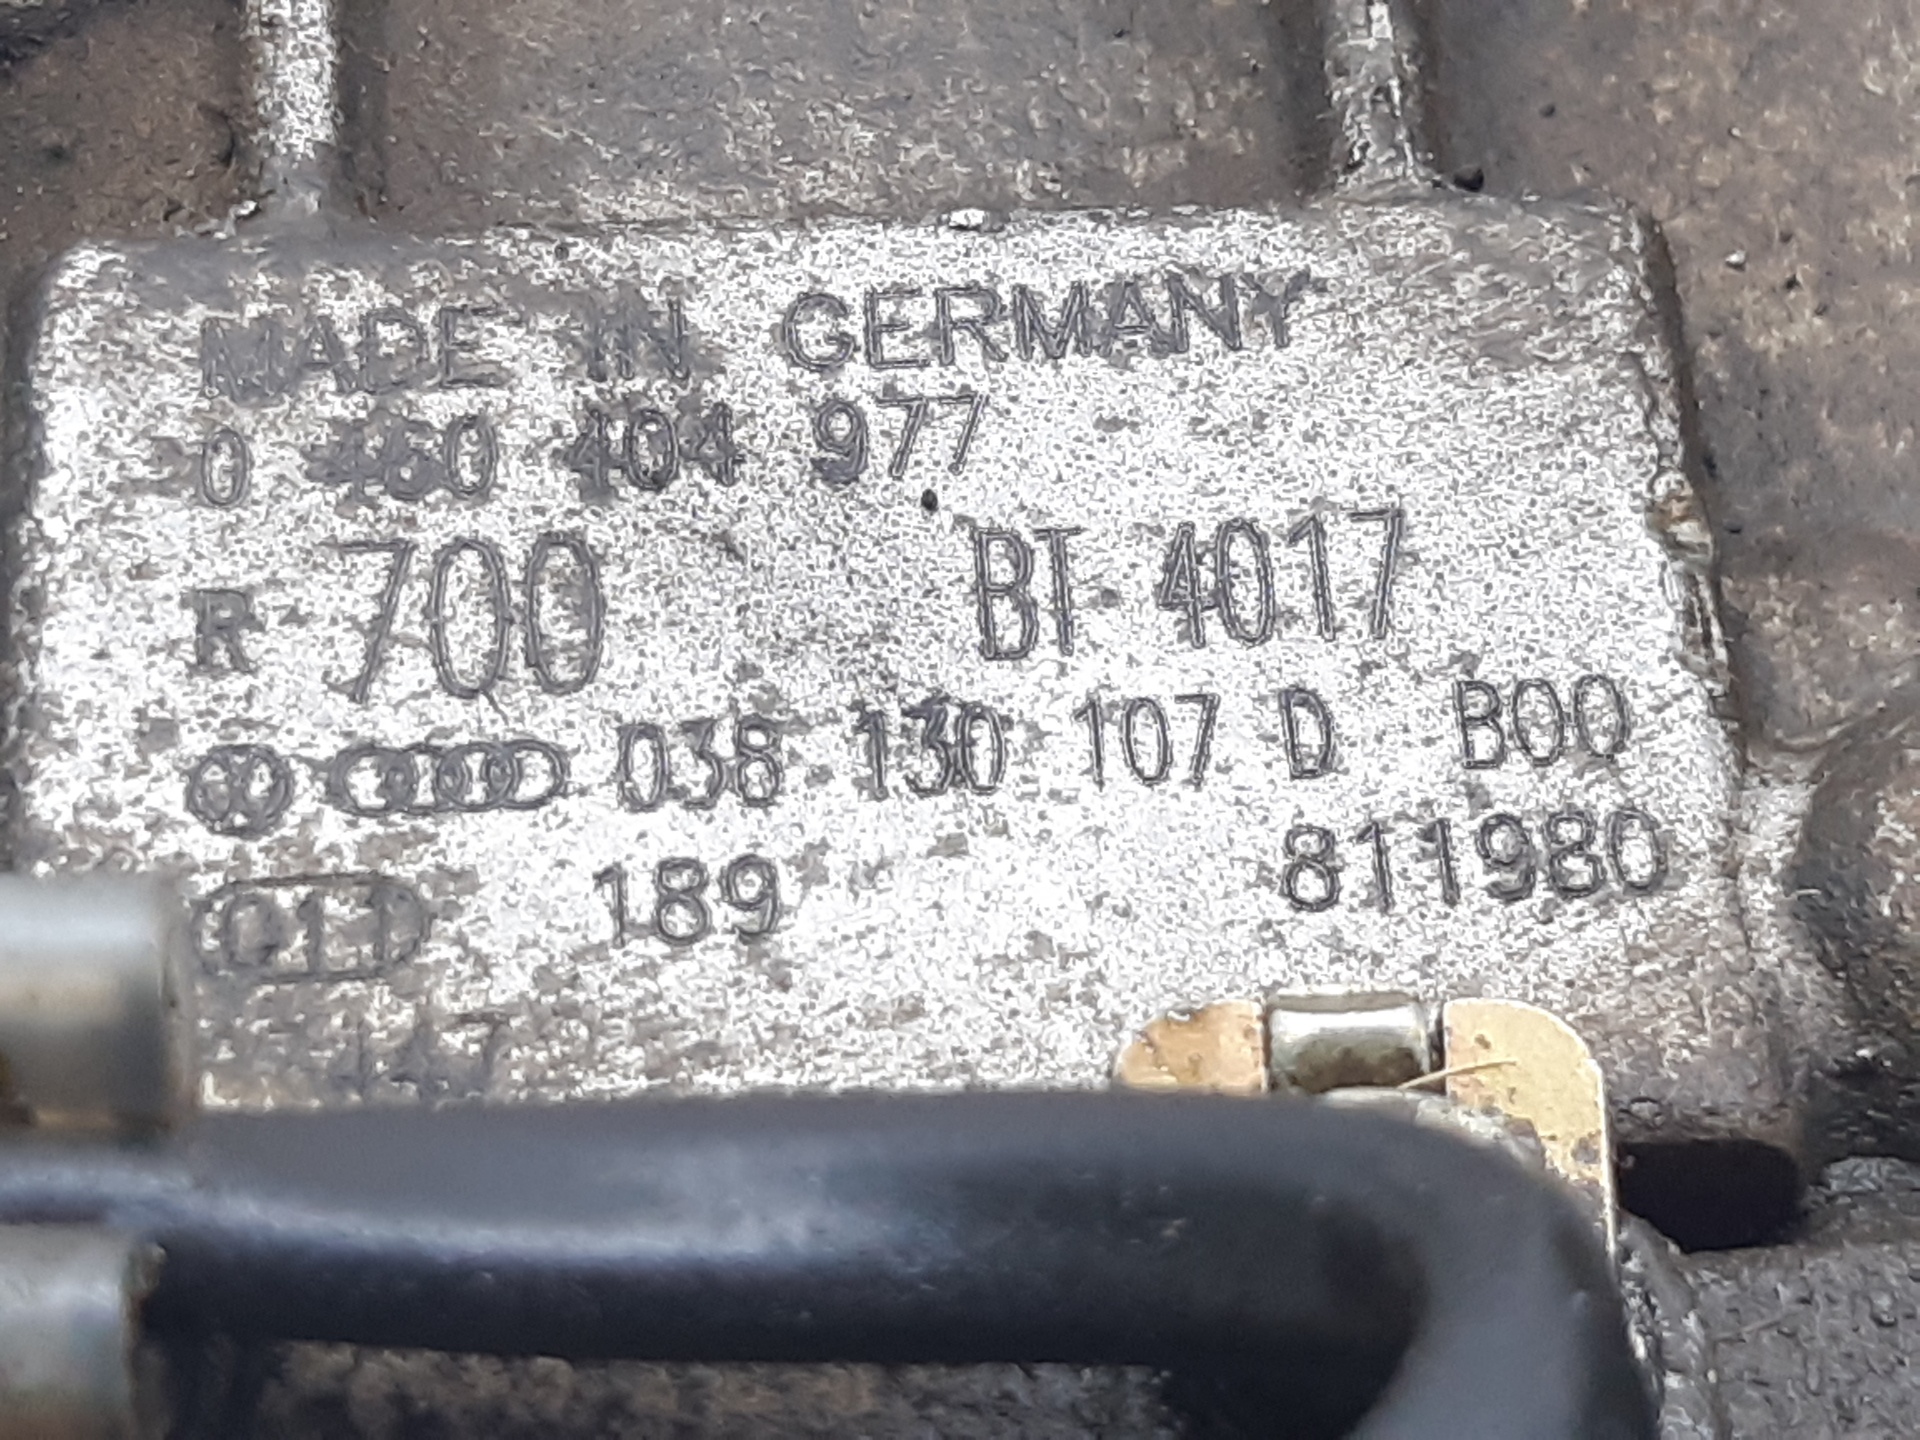 MADE IN GERMANY
0 460 404 977
R 700 BT 4017
038 130 107 D B00
189 811980